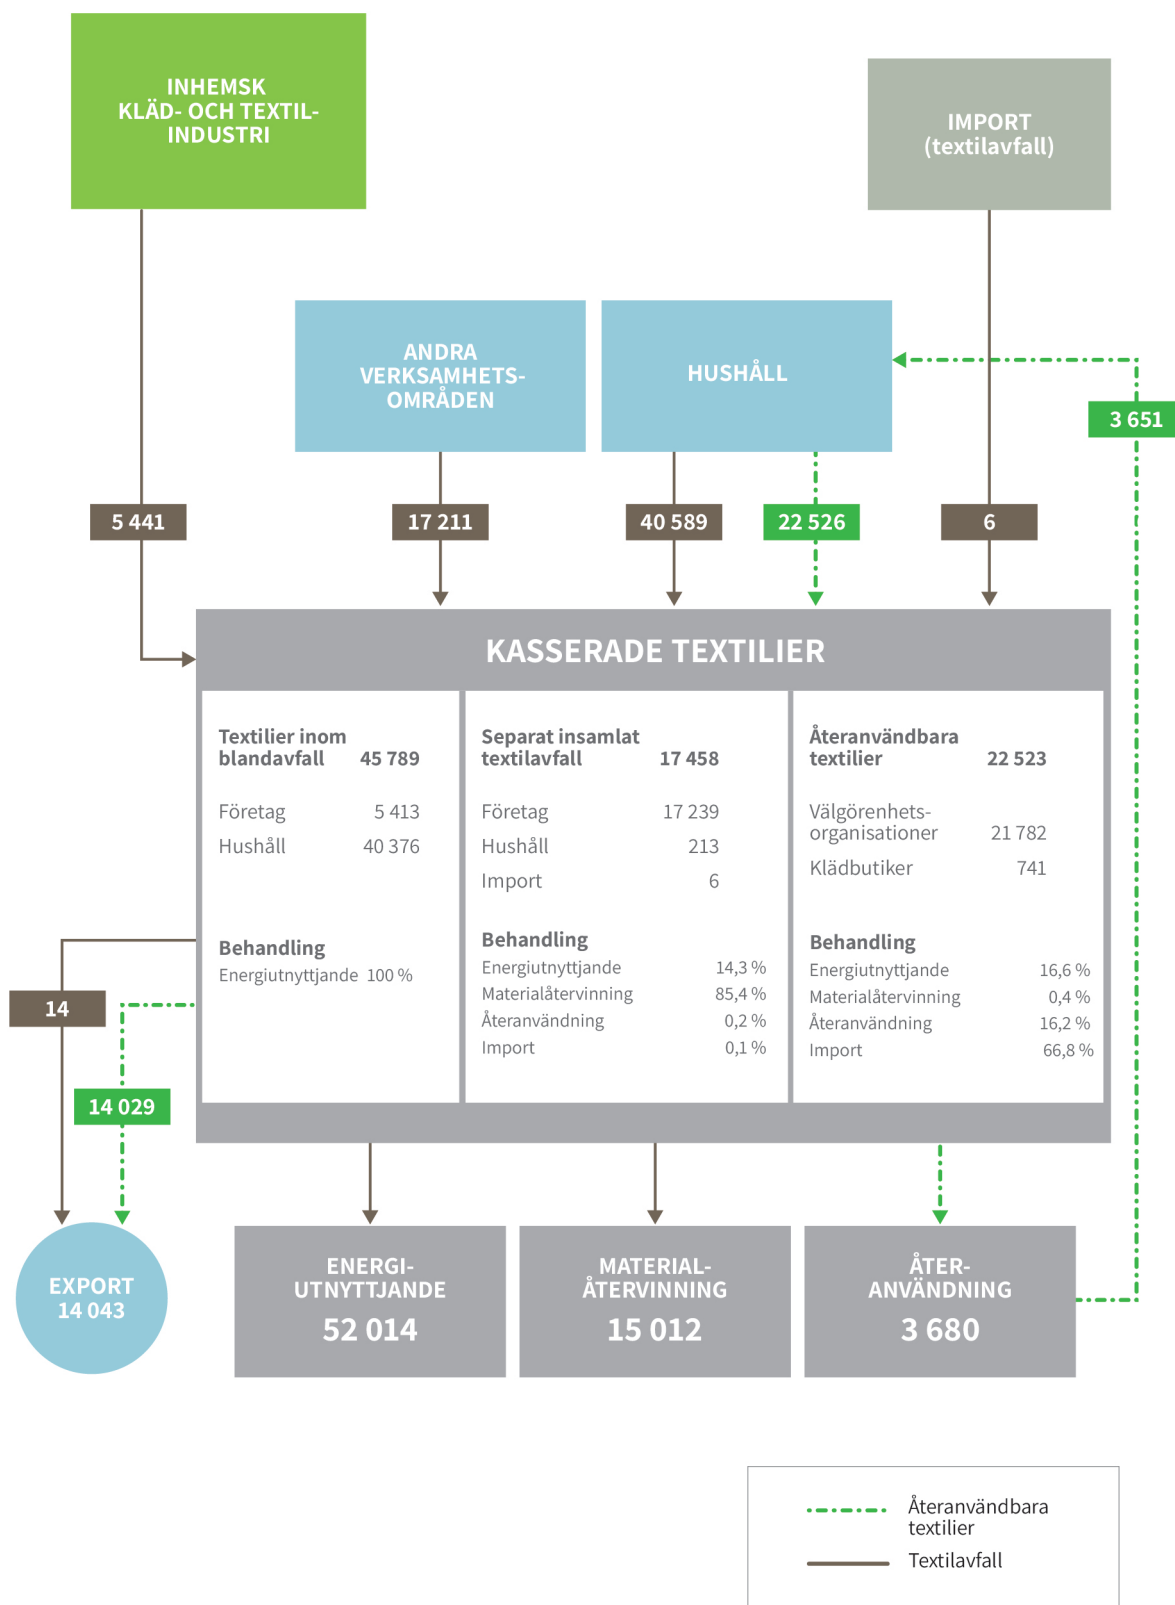 INHEMSK
KLÄD- OCH TEXTIL-
INDUSTRI
IMPORT
(textilavfall)
ANDRA
VERKSAMHETS-
OMRÅDEN
HUSHÅLL
3 651
5 441
17 211
40 589
22 526
6
KASSERADE TEXTILIER
Textilier inom
blandavfall 45 789
Företag 5 413
Hushåll 40 376
Behandling
Energiutnyttjande 100 %
Separat insamlat
textilavfall 17 458
Företag 17 239
Hushåll 213
Import 6
Behandling
Energiutnyttjande 14,3 %
Materialåtervinning 85,4 %
Återanvändning 0,2 %
Import 0,1 %
Återanvändbara
textilier 22 523
Välgörenhets-
organisationer 21 782
Klädbutiker 741
Behandling
Energiutnyttjande 16,6 %
Materialåtervinning 0,4 %
Återanvändning 16,2 %
Import 66,8 %
14
14 029
EXPORT
14 043
ENERGI-
UTNYTTJANDE
52 014
MATERIAL-
ÅTERVINNING
15 012
ÅTER-
ANVÄNDNING
3 680
Återanvändbara
textilier
Textilavfall